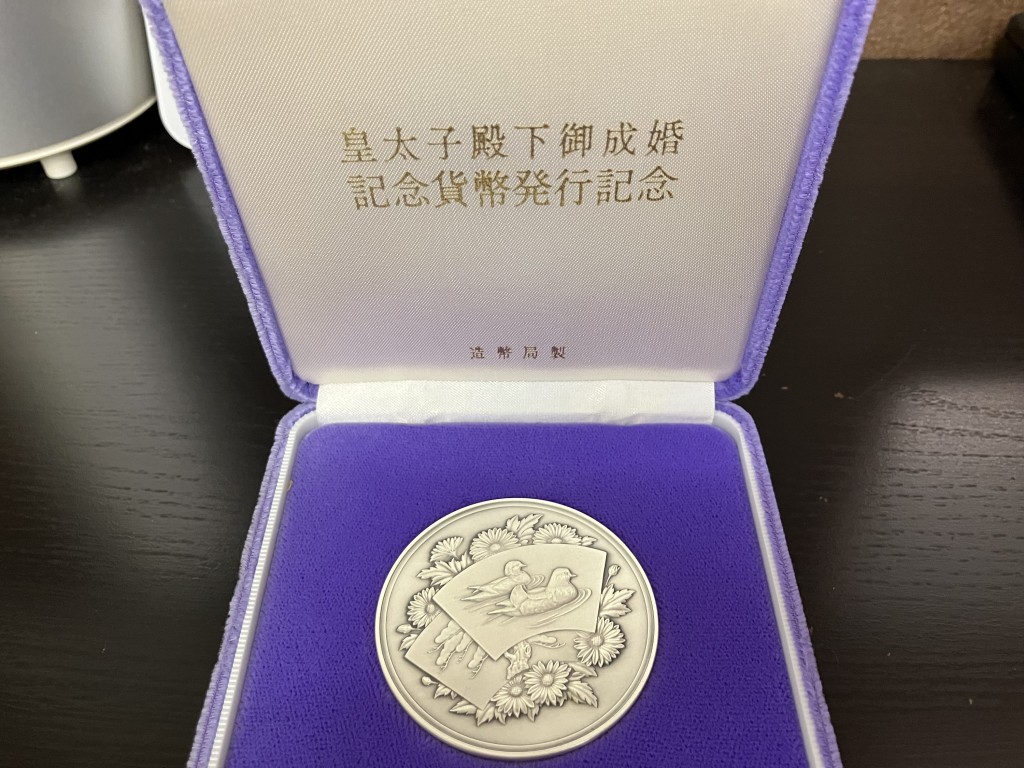 皇太子殿下御成婚
記念貨幣発行記念
造幣局製